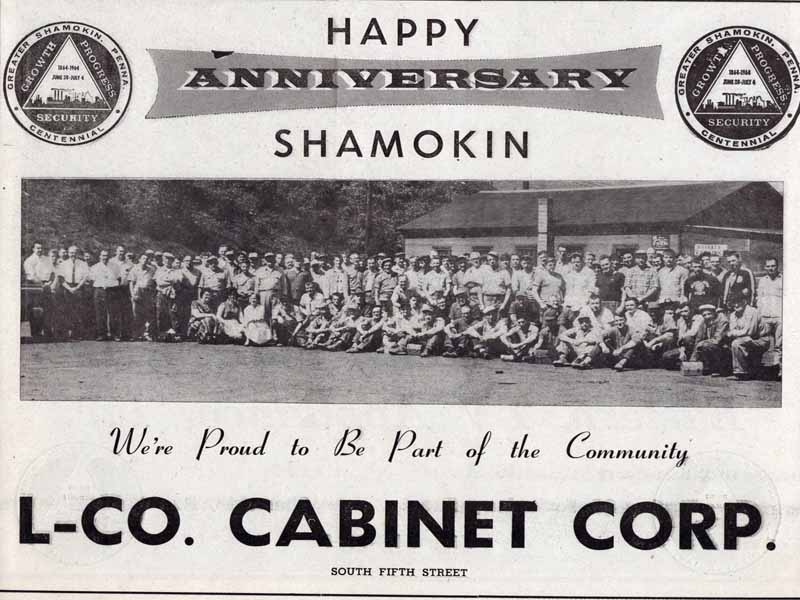 HAPPY
ANNIVERSARY
SHAMOKIN
GREATER SHAMOKIN, PENNA.
GROWTH
PROGRESS
1864-1964
JUNE 28-JULY 4
SECURITY
CENTENNIAL
GREATER SHAMOKIN, PENNA.
GROWTH
PROGRESS
1864-1964
JUNE 28-JULY 4
SECURITY
CENTENNIAL
We're Proud to Be Part of the Community
L-CO. CABINET CORP.
SOUTH FIFTH STREET